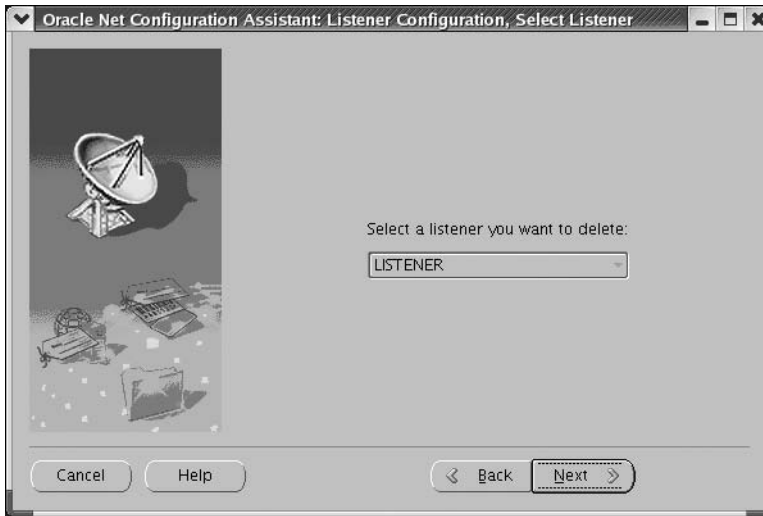 Oracle Net Configuration Assistant: Listener Configuration, Select Listener
Select a listener you want to delete:
LISTENER
Cancel
Help
Back
Next